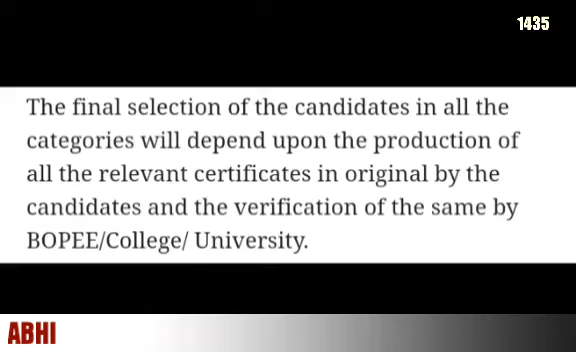 1435
The final selection of the candidates in all the
categories will depend upon the production of
all the relevant certificates in original by the
candidates and the verification of the same by
BOPEE/College/ University.
ABHI